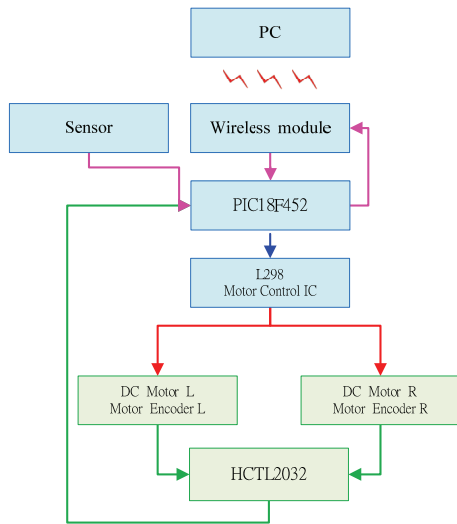 PC
Sensor
Wireless module
PIC18F452
L298
Motor Control IC
DC Motor L
Motor Encoder L
DC Motor R
Motor Encoder R
HCTL2032